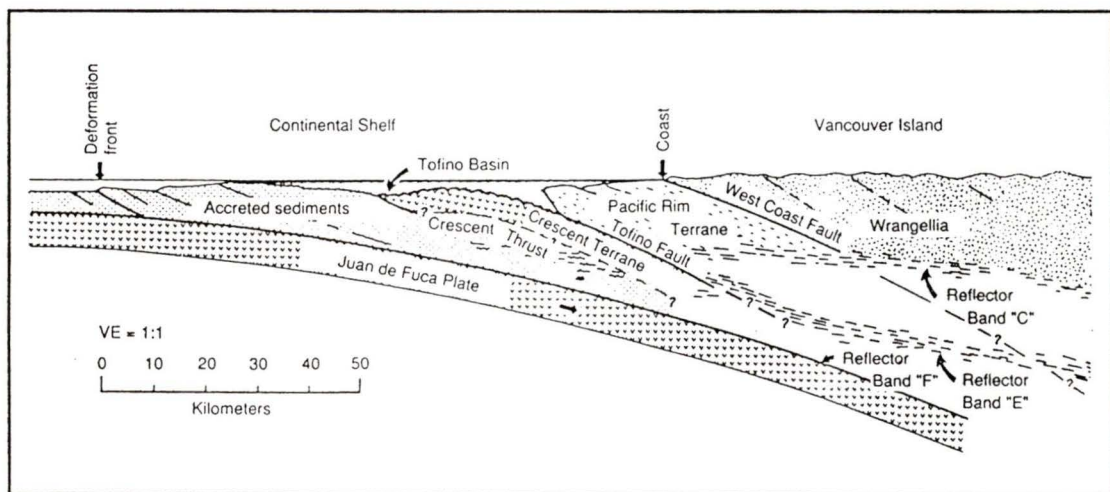 Deformation
front
Continental Shelf
Coast
Vancouver Island
Tofino Basin
Accreted sediments
?
Crescent Thrust
Crescent Terrane
Tofino Fault
Pacific Rim
Terrane
West Coast Fault
Wrangellia
Juan de Fuca Plate
?
?
?
?
?
Reflector
Band "C"
Reflector
Band "F"
Reflector
Band "E"
VE = 1:1
0 10 20 30 40 50
Kilometers